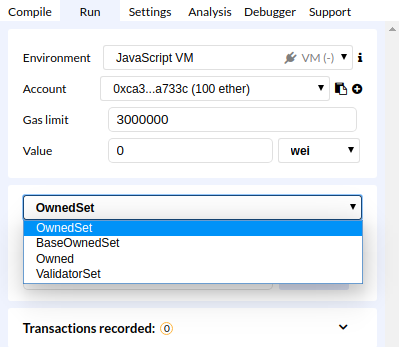 Compile Run Settings Analysis Debugger Support
Environment JavaScript VM VM (-) i
Account 0xca3...a733c (100 ether)
Gas limit 3000000
Value 0 wei
OwnedSet
OwnedSet
BaseOwnedSet
Owned
ValidatorSet
Transactions recorded: 0